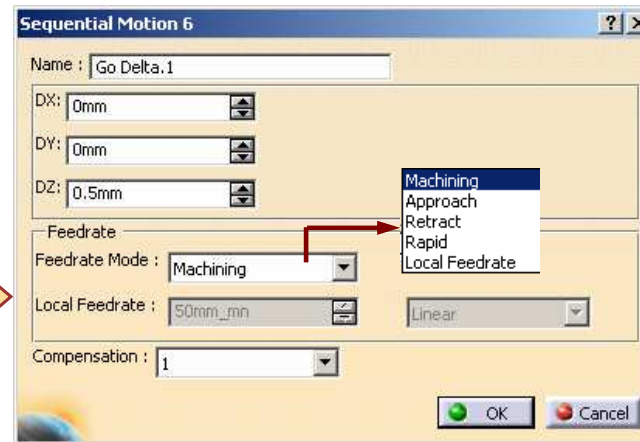 Sequential Motion 6
Name : Go Delta.1
DX: 0mm
DY: 0mm
DZ: 0.5mm
Feedrate
Feedrate Mode : Machining
Machining
Approach
Retract
Rapid
Local Feedrate
Local Feedrate : 50mm_mn Linear
Compensation : 1
OK Cancel